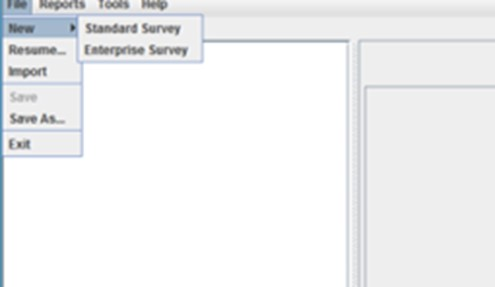 File Reports Tools Help
New Standard Survey
Resume... Enterprise Survey
Import
Save
Save As...
Exit